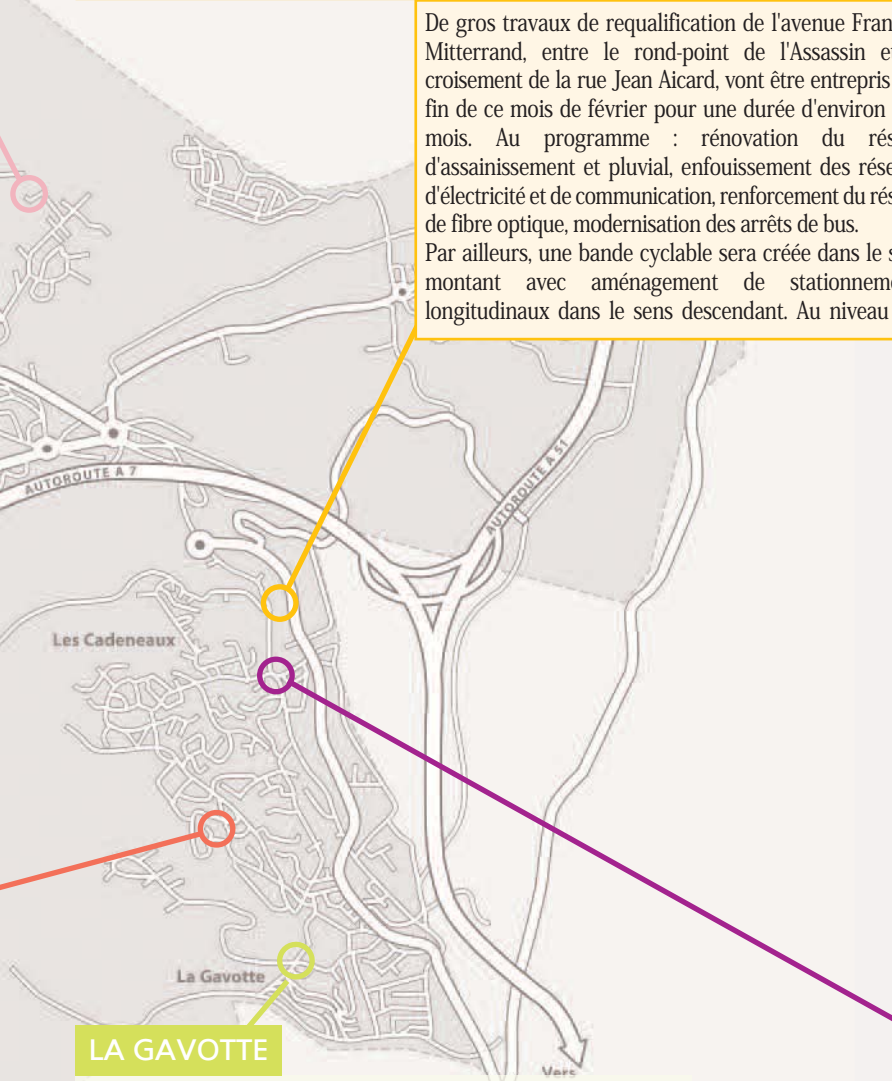 De gros travaux de requalification de l'avenue Fran
Mitterrand, entre le rond-point de l'Assassin e
croisement de la rue Jean Aicard, vont être entrepris
fin de ce mois de février pour une durée d'environ
mois. Au programme : rénovation du rés
d'assainissement et pluvial, enfouissement des rése
d'électricité et de communication, renforcement du rés
de fibre optique, modernisation des arrêts de bus.
Par ailleurs, une bande cyclable sera créée dans le s
montant avec aménagement de stationneme
longitudinaux dans le sens descendant. Au niveau
AUTOROUTE A 7
AUTOROUTE A 51
Les Cadeneaux
La Gavotte
LA GAVOTTE
Vers